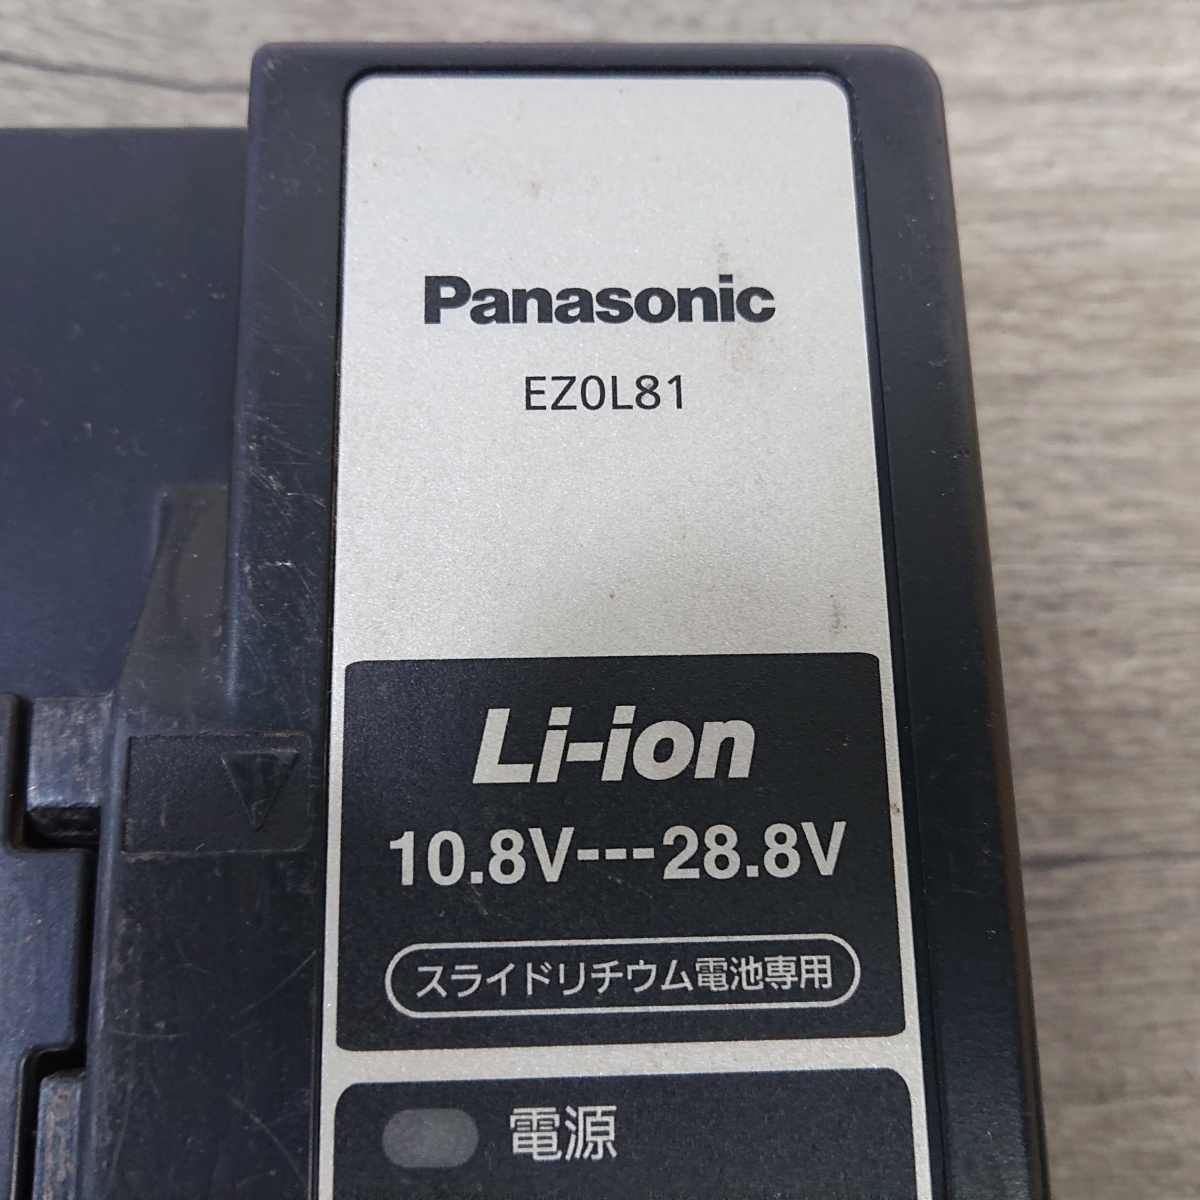 Panasonic
EZ0L81
Li-ion
10.8V---28.8V
スライドリチウム電池専用
電源